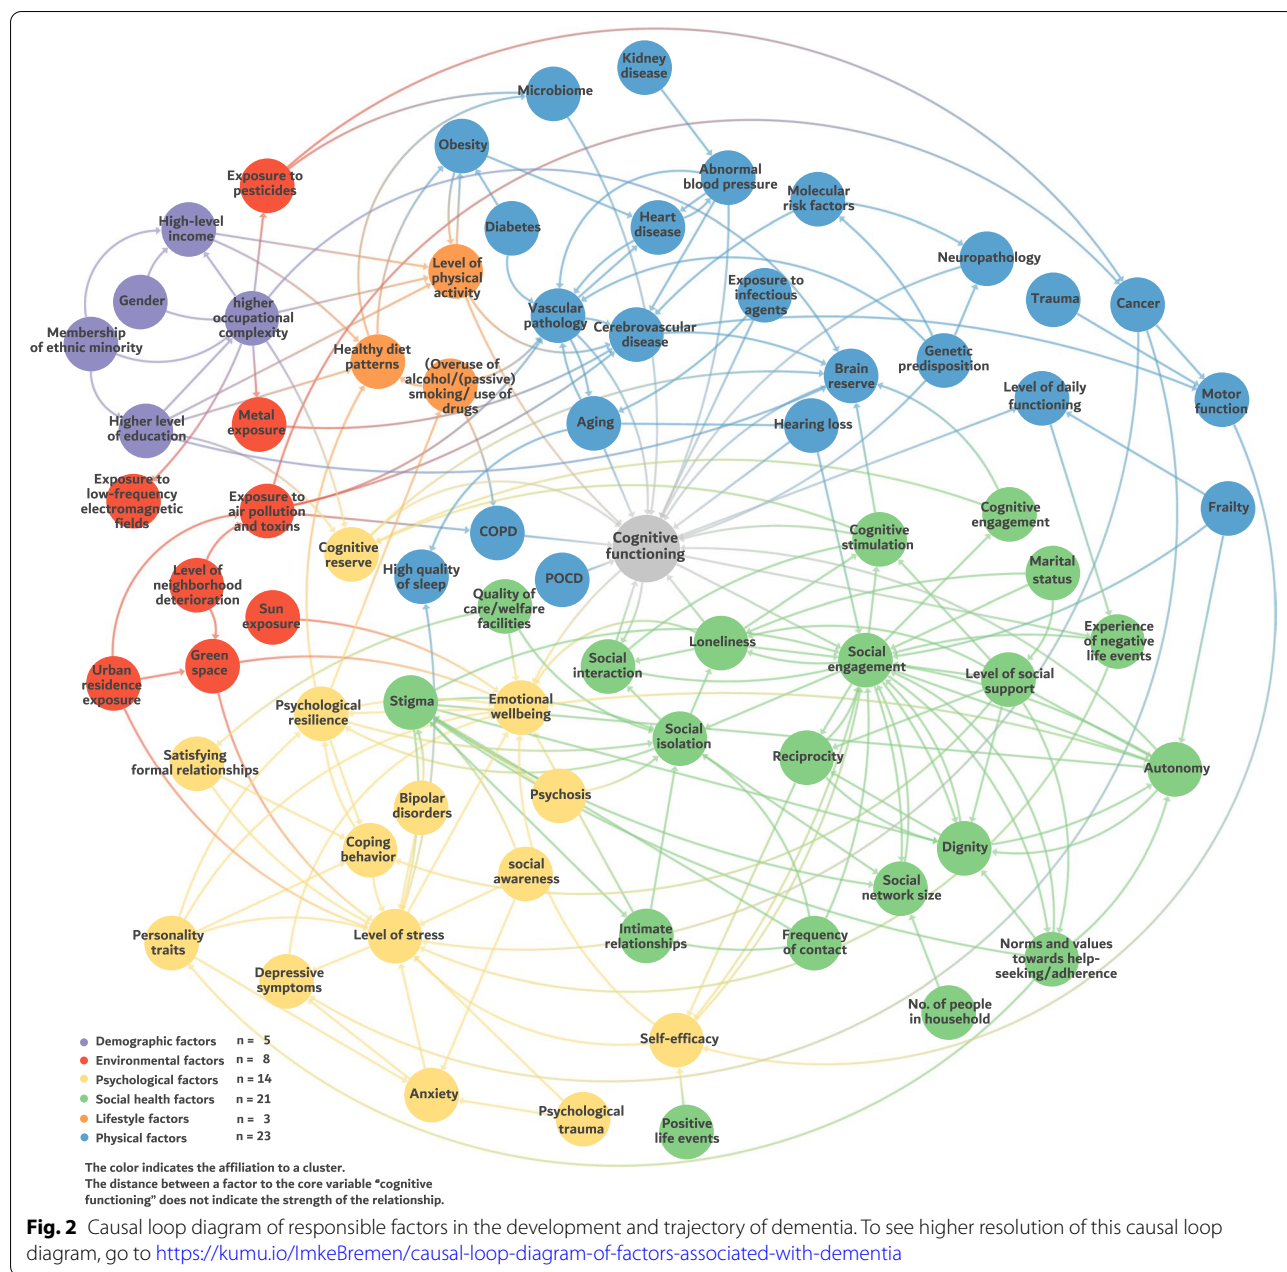 Kidney
disease
Microbiome
Obesity
Exposure to
pesticides
Abnormal
blood pressure
Molecular
risk factors
High-level
income
Diabetes
Heart
disease
Level of
physical
activity
Neuropathology
Gender
higher
occupational
complexity
Exposure to
infectious
agents
Trauma
Cancer
Membership
of ethnic minority
Vascular
pathology
Cerebrovascular
disease
Healthy diet
patterns
(Overuse of
alcohol/(passive)
smoking/ use of
drugs
Brain
reserve
Genetic
predisposition
Level of daily
functioning
Motor
function
Higher level
of education
Metal
exposure
Aging
Hearing loss
Exposure to
low-frequency
electromagnetic
fields
Exposure to
air pollution
and toxins
Cognitive
reserve
COPD
Cognitive
functioning
Cognitive
stimulation
Cognitive
engagement
Frailty
Level of
neighborhood
deterioration
High quality
of sleep
POCD
Marital
status
Sun
exposure
Quality of
care/welfare
facilities
Green
space
Urban
residence
exposure
Social
interaction
Loneliness
Social
engagement
Experience
of negative
life events
Level of social
support
Psychological
resilience
Stigma
Emotional
wellbeing
Social
isolation
Reciprocity
Autonomy
Satisfying
formal relationships
Bipolar
disorders
Psychosis
Coping
behavior
social
awareness
Dignity
Social
network size
Personality
traits
Level of stress
Intimate
relationships
Frequency
of contact
Norms and values
towards help-
seeking/adherence
Depressive
symptoms
No. of people
in household
Self-efficacy
Anxiety
Psychological
trauma
Positive
life events
Demographic factors n = 5
Environmental factors n = 8
Psychological factors n = 14
Social health factors n = 21
Lifestyle factors n = 3
Physical factors n = 23
The color indicates the affiliation to a cluster.
The distance between a factor to the core variable “cognitive
functioning” does not indicate the strength of the relationship.
Fig. 2 Causal loop diagram of responsible factors in the development and trajectory of dementia. To see higher resolution of this causal loop
diagram, go to https://kumu.io/ImkeBremen/causal-loop-diagram-of-factors-associated-with-dementia